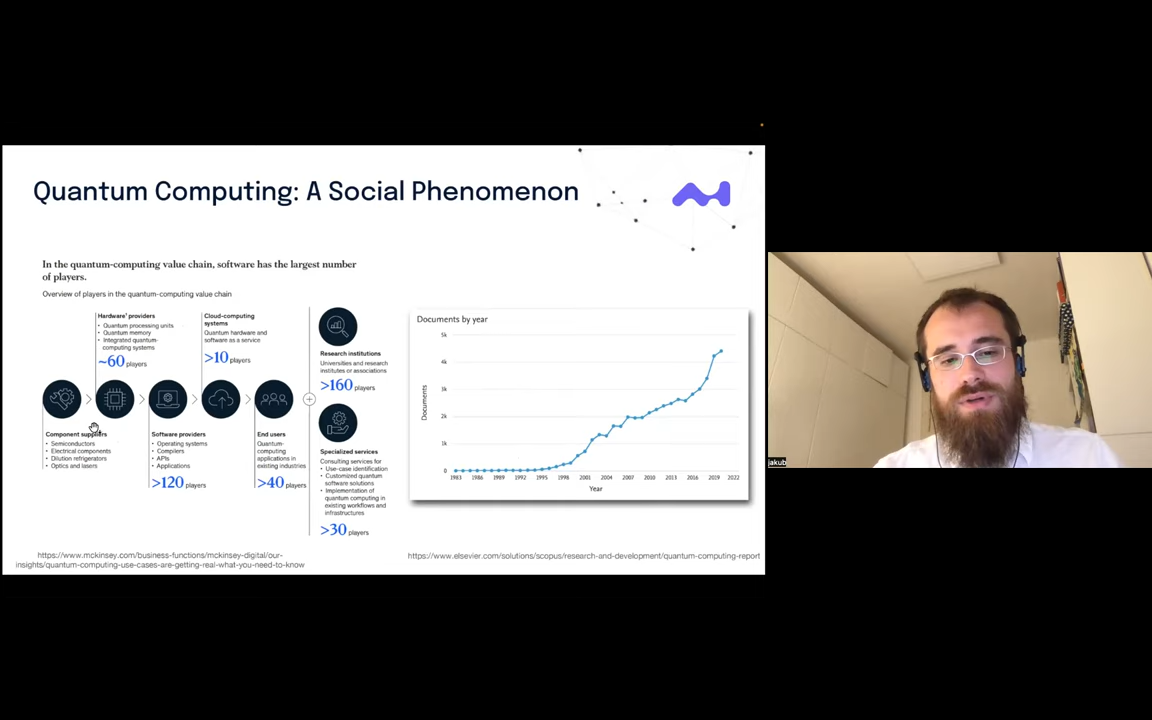 Quantum Computing: A Social Phenomenon
In the quantum-computing value chain, software has the largest number
of players.
Overview of players in the quantum-computing value chain
Hardware¹ providers
• Quantum processing units
• Quantum memory
• Integrated quantum-
computing systems
~60 players
Cloud-computing
systems
Quantum hardware and
software as a service
>10 players
Component suppliers
• Semiconductors
• Electrical components
• Dilution refrigerators
• Optics and lasers
Software providers
• Operating systems
• Compilers
• APIs
• Applications
>120 players
End users
Quantum-
computing
applications in
existing industries
>40 players
Research institutions
Universities and research
institutes or associations
>160 players
Specialized services
Consulting services for
• Use-case identification
• Customized quantum
software solutions
• Implementation of
quantum computing in
existing workflows and
infrastructures
>30 players
Documents by year
5k
4k
3k
2k
1k
0
Documents
1983 1986 1989 1992 1995 1998 2001 2004 2007 2010 2013 2016 2019 2022
Year
https://www.mckinsey.com/business-functions/mckinsey-digital/our-
insights/quantum-computing-use-cases-are-getting-real-what-you-need-to-know
https://www.elsevier.com/solutions/scopus/research-and-development/quantum-computing-report
jakub